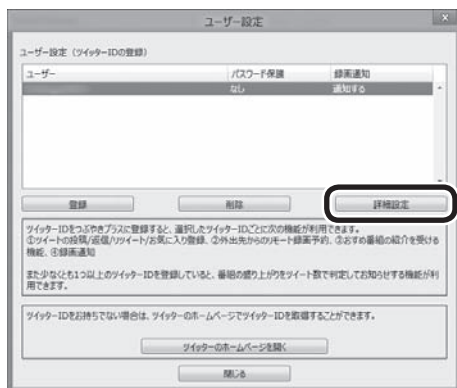 ユーザー設定
ユーザー設定（ツイッターIDの登録）
ユーザー パスワード保護 録画通知
なし 通知する
登録 削除 詳細設定
ツイッターIDをつぶやきプラスに登録すると、選択したツイッターIDごとに次の機能が利用できます。
①ツイートの投稿/返信/リツイート/お気に入り登録、②外出先からのリモート録画予約、③おすすめ番組の紹介を受ける
機能、④録画通知
また少なくとも1つ以上のツイッターIDを登録していると、番組の盛り上がりをツイート数で判定してお知らせする機能が利
用できます。
ツイッターIDをお持ちでない場合は、ツイッターのホームページでツイッターIDを取得することができます。
ツイッターのホームページを開く
閉じる